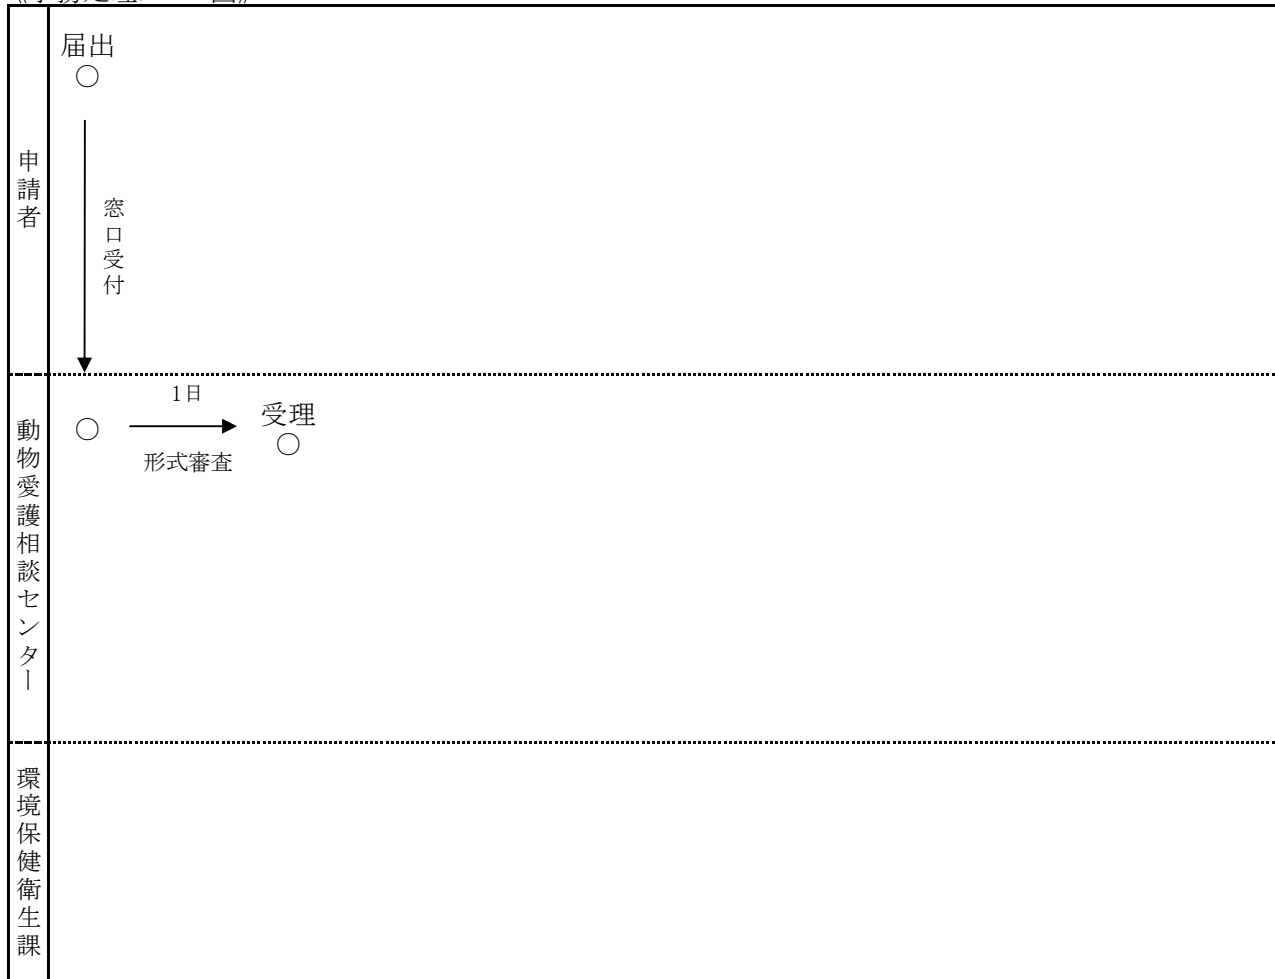 申請者
届出
○
窓口受付
動物愛護相談センター
1日
○
形式審査
受理
○
環境保健衛生課